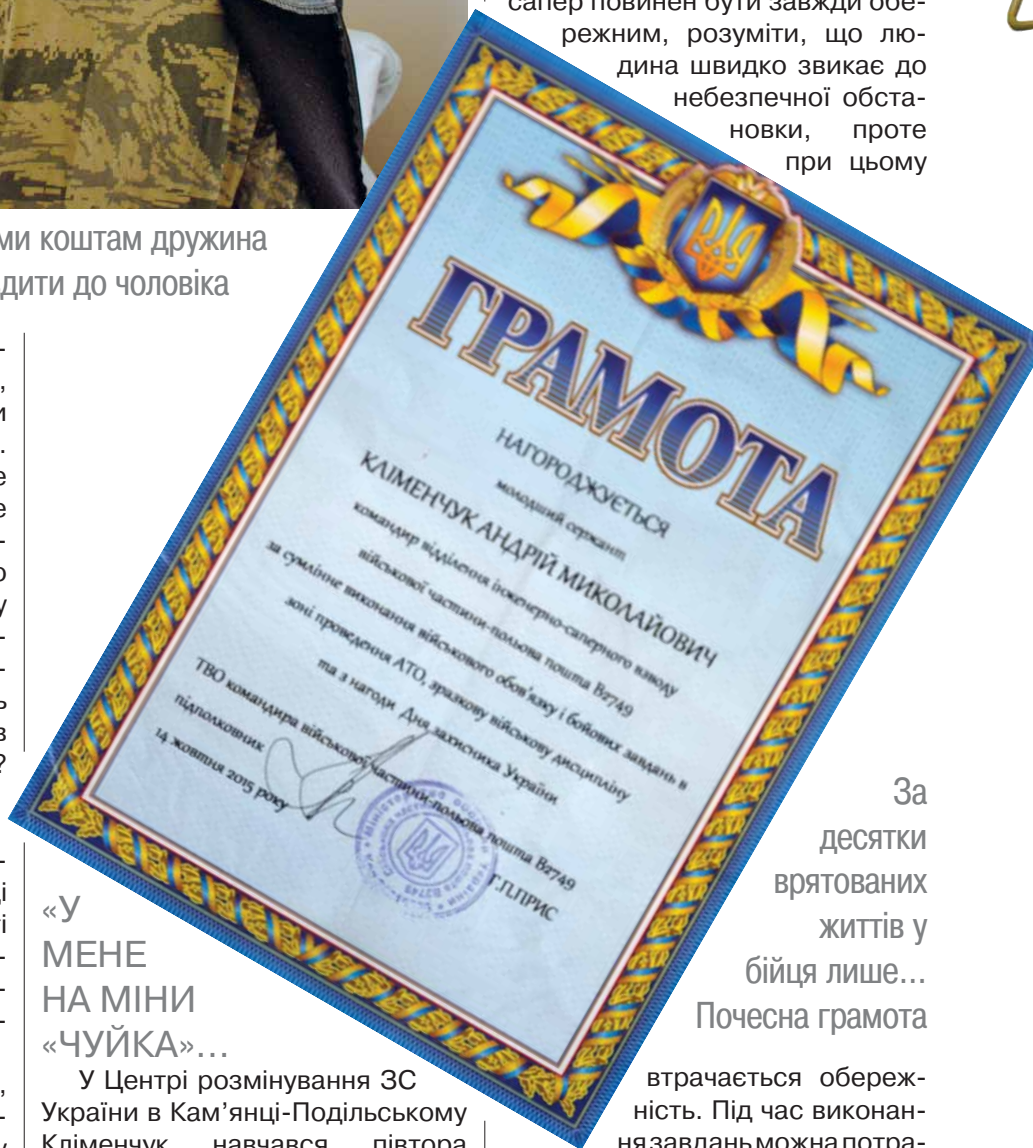 ми коштам дружина
дити до чоловіка
«У
МЕНЕ
НА МІНИ
«ЧУЙКА»...
У Центрі розмінування ЗС
України в Кам’янці-Подільському
Кліменчук навчався півтора
сапер повинен бути завжди обе-
режним, розуміти, що лю-
дина швидко звикає до
небезпечної обста-
новки, проте
при цьому
ГРАМОТА
НАГОРОДЖУЄТЬСЯ
молодший сержант
КЛІМЕНЧУК АНДРІЙ МИКОЛАЙОВИЧ
командир відділення інженерно-саперного взводу
військової частини-польова пошта В2749
за сумлінне виконання військового обов'язку і бойових завдань в
зоні проведення АТО, зразкову військову дисципліну
та з нагоди Дня захисника України
ТВО командира військової частини-польова пошта В2749
підполковник Г.П.ПРИС
14 жовтня 2015 року
За
десятки
врятованих
життів у
бійця лише...
Почесна грамота
втрачається обереж-
ність. Під час виконан-
ня завдань можна потра-